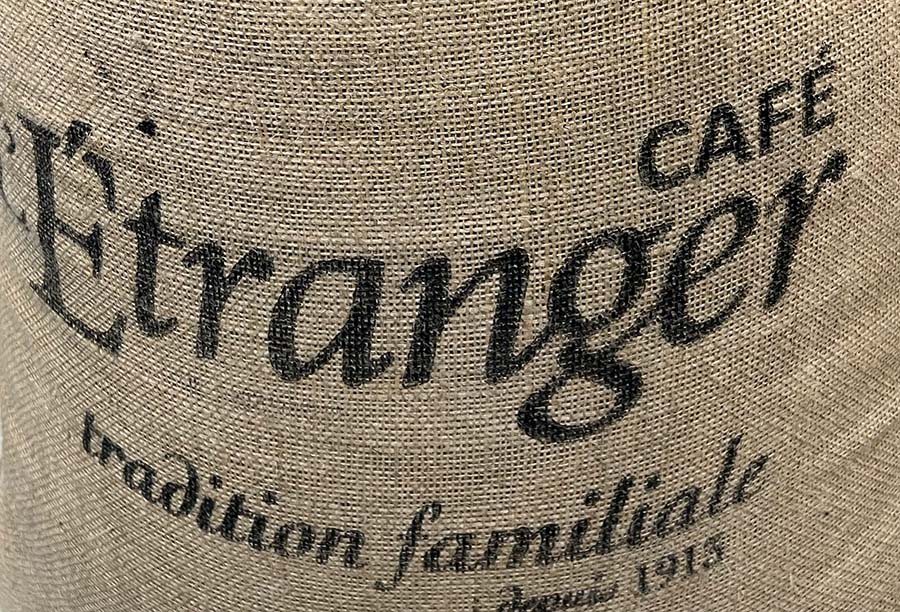 CAFÉ
l'Étranger
tradition familiale
depuis 1915